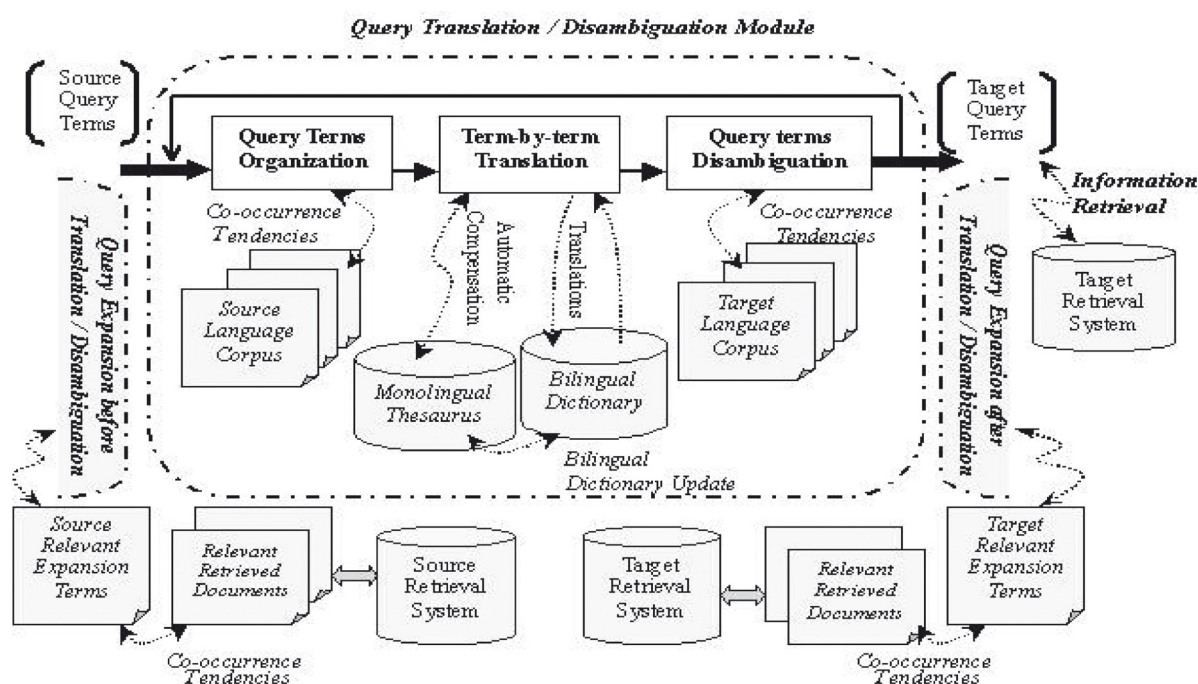 Query Translation / Disambiguation Module
Source
Query
Terms
Target
Query
Terms
Query Terms
Organization
Term-by-term
Translation
Query terms
Disambiguation
Information
Retrieval
Co-occurrence
Tendencies
Automatic
Compensation
Translations
Co-occurrence
Tendencies
Query Expansion before
Translation / Disambiguation
Source
Language
Corpus
Monolingual
Thesaurus
Bilingual
Dictionary
Target
Language
Corpus
Query Expansion after
Translation / Disambiguation
Target
Retrieval
System
Bilingual
Dictionary Update
Source
Relevant
Expansion
Terms
Relevant
Retrieved
Documents
Source
Retrieval
System
Target
Retrieval
System
Relevant
Retrieved
Documents
Target
Relevant
Expansion
Terms
Co-occurrence
Tendencies
Co-occurrence
Tendencies